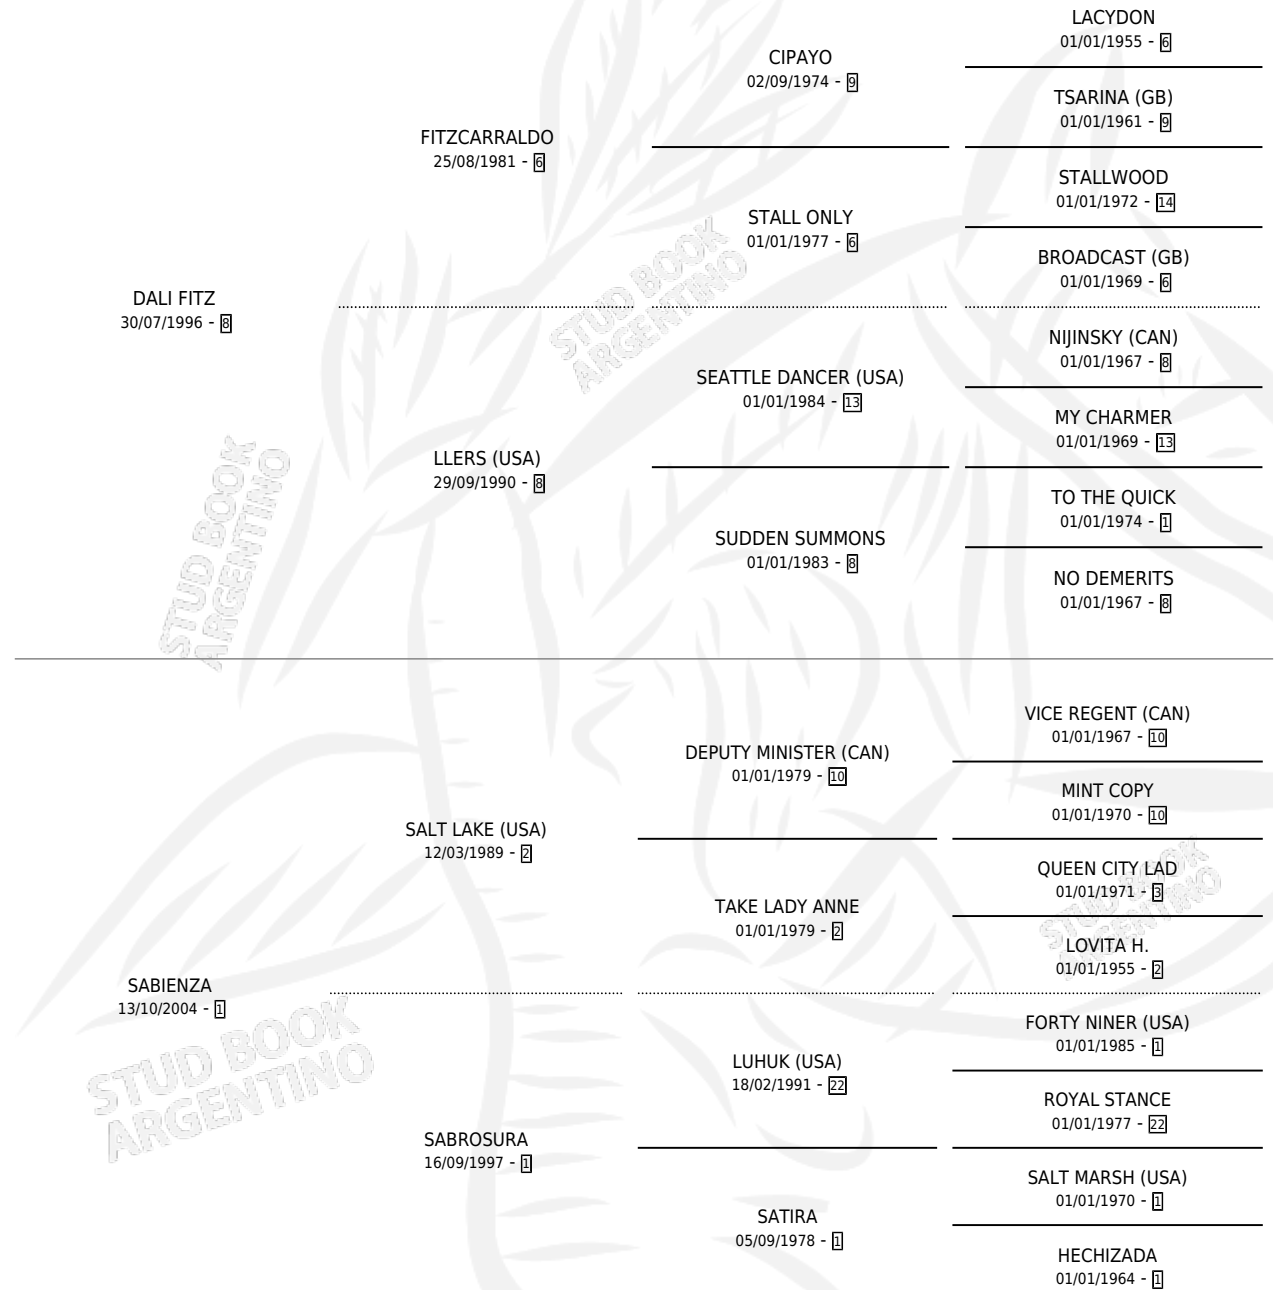 LACYDON
01/01/1955 - 6
CIPAYO
02/09/1974 - 9
TSARINA (GB)
01/01/1961 - 9
FITZCARRALDO
25/08/1981 - 6
STALLWOOD
01/01/1972 - 14
STALL ONLY
01/01/1977 - 6
BROADCAST (GB)
01/01/1969 - 6
DALI FITZ
30/07/1996 - 8
NIJINSKY (CAN)
01/01/1967 - 8
SEATTLE DANCER (USA)
01/01/1984 - 13
MY CHARMER
01/01/1969 - 13
LLERS (USA)
29/09/1990 - 8
TO THE QUICK
01/01/1974 - 1
SUDDEN SUMMONS
01/01/1983 - 8
NO DEMERITS
01/01/1967 - 8
VICE REGENT (CAN)
01/01/1967 - 10
DEPUTY MINISTER (CAN)
01/01/1979 - 10
MINT COPY
01/01/1970 - 10
SALT LAKE (USA)
12/03/1989 - 2
QUEEN CITY LAD
01/01/1971 - 3
TAKE LADY ANNE
01/01/1979 - 2
LOVITA H.
01/01/1955 - 2
SABIENZA
13/10/2004 - 1
FORTY NINER (USA)
01/01/1985 - 1
LUHUK (USA)
18/02/1991 - 22
ROYAL STANCE
01/01/1977 - 22
SABROSURA
16/09/1997 - 1
SALT MARSH (USA)
01/01/1970 - 1
SATIRA
05/09/1978 - 1
HECHIZADA
01/01/1964 - 1
STUD BOOK
ARGENTINO
STUD BOOK
ARGENTINO
STUD BOOK
ARGENTINO
STUD BOOK
ARGENTINO